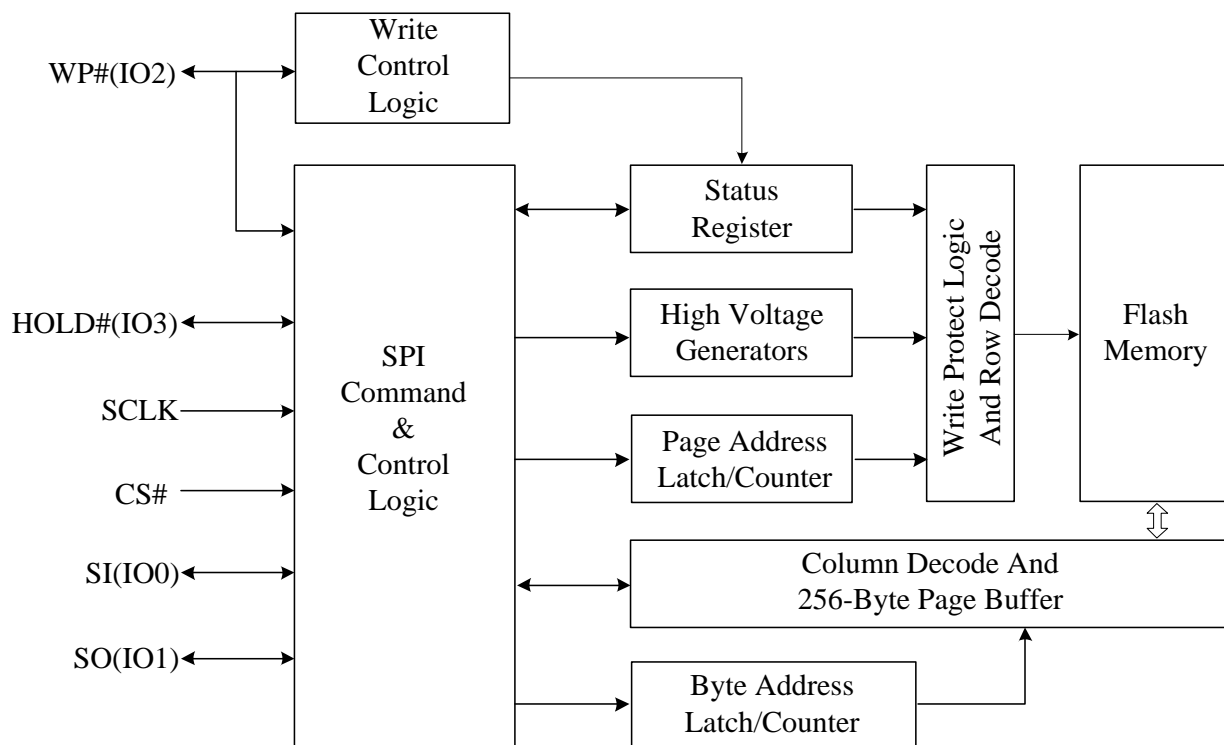 WP#(IO2)
Write
Control
Logic
HOLD#(IO3)
SCLK
CS#
SI(IO0)
SO(IO1)
SPI
Command
&
Control
Logic
Status
Register
High Voltage
Generators
Page Address
Latch/Counter
Write Protect Logic
And Row Decode
Flash
Memory
Column Decode And
256-Byte Page Buffer
Byte Address
Latch/Counter